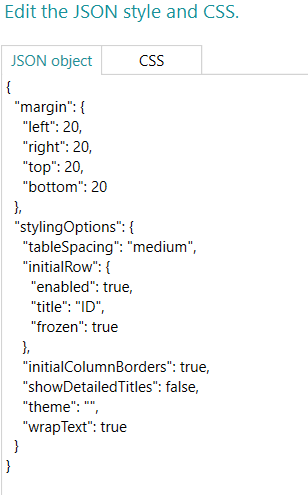 Edit the JSON style and CSS.
JSON object
CSS
{
"margin": {
"left": 20,
"right": 20,
"top": 20,
"bottom": 20
},
"stylingOptions": {
"tableSpacing": "medium",
"initialRow": {
"enabled": true,
"title": "ID",
"frozen": true
},
"initialColumnBorders": true,
"showDetailedTitles": false,
"theme": "",
"wrapText": true
}
}